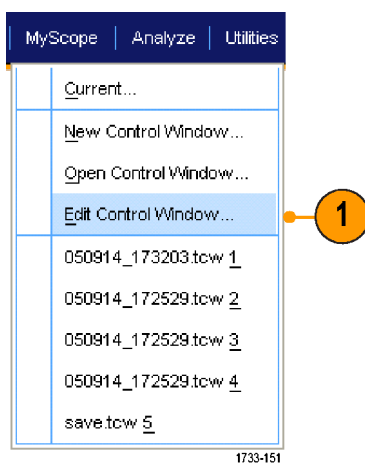 MyScope | Analyze | Utilities
Current...
New Control Window...
Open Control Window...
Edit Control Window...
1
050914_173203.tcw 1
050914_172529.tcw 2
050914_172529.tcw 3
050914_172529.tcw 4
save.tcw 5
1733-151